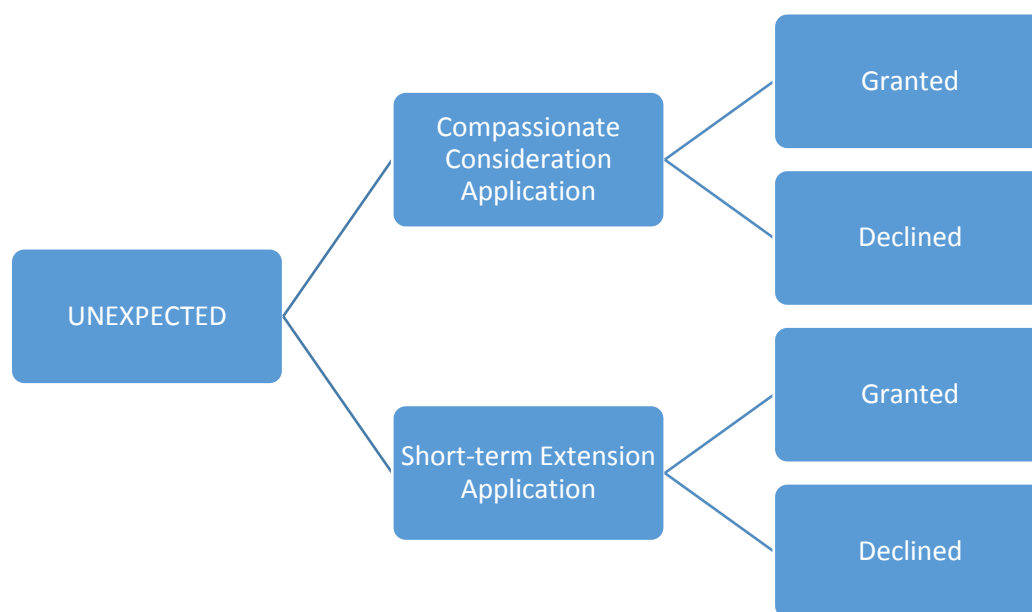 UNEXPECTED
Compassionate
Consideration
Application
Granted
Declined
Short-term Extension
Application
Granted
Declined